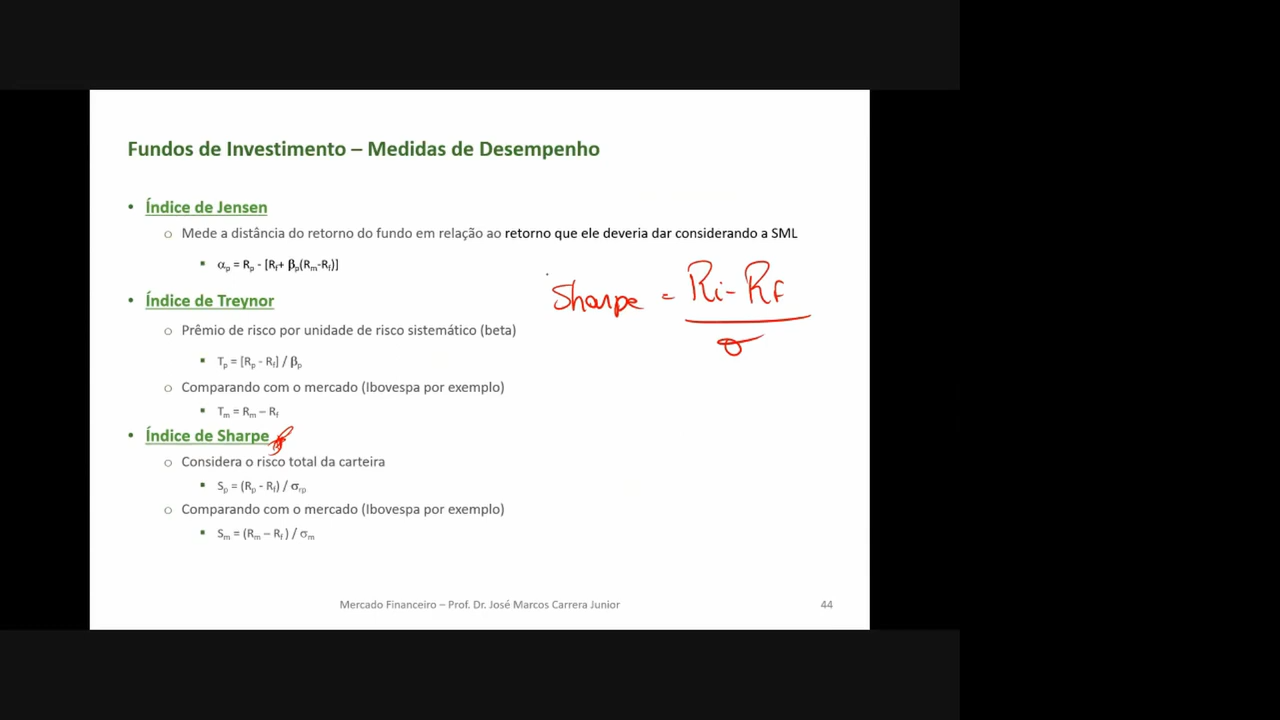 Fundos de Investimento – Medidas de Desempenho
• Índice de Jensen
o Mede a distância do retorno do fundo em relação ao retorno que ele deveria dar considerando a SML
▪ αp = Rp - [Rf+ βp(Rm-Rf)]
Sharpe = Ri - Rf
σ
• Índice de Treynor
o Prêmio de risco por unidade de risco sistemático (beta)
▪ Tp = [Rp - Rf] / βp
o Comparando com o mercado (Ibovespa por exemplo)
▪ Tm = Rm – Rf
• Índice de Sharpe
o Considera o risco total da carteira
▪ Sp = (Rp - Rf) / σrp
o Comparando com o mercado (Ibovespa por exemplo)
▪ Sm = (Rm – Rf ) / σm
Mercado Financeiro – Prof. Dr. José Marcos Carrera Junior
44